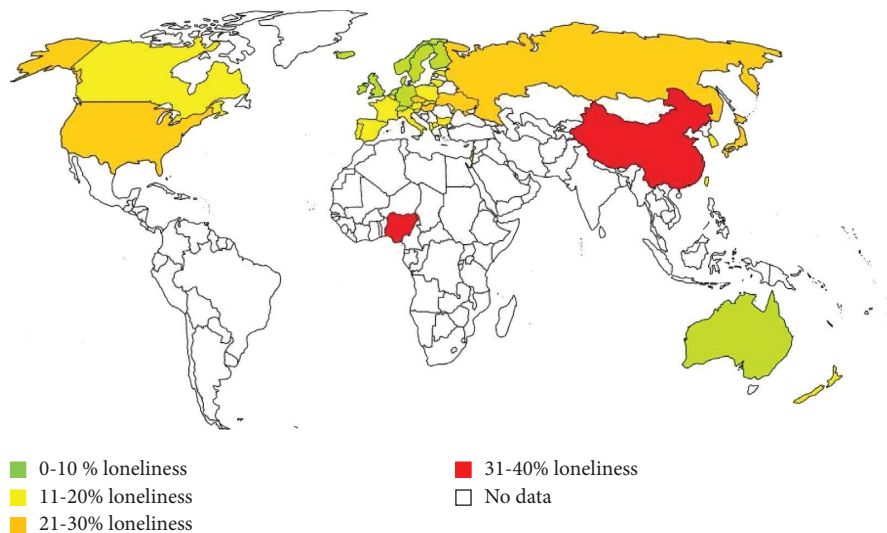 0-10 % loneliness
11-20% loneliness
21-30% loneliness
31-40% loneliness
No data